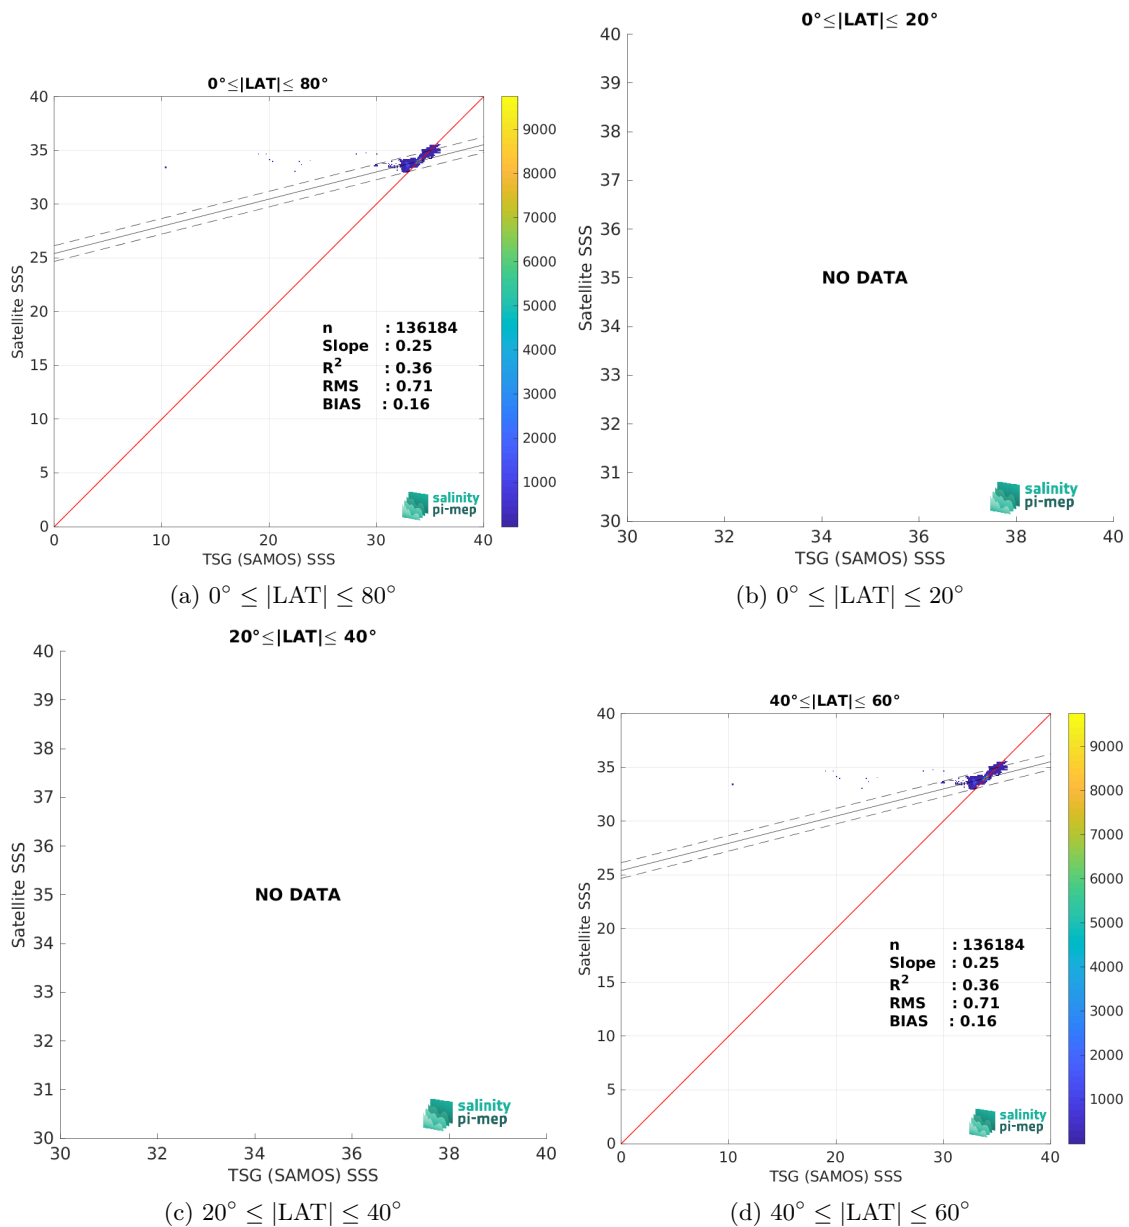 0°≤|LAT|≤ 80°
40
35
30
25
20
15
10
5
0
0
10
20
30
40
Satellite SSS
TSG (SAMOS) SSS
n : 136184
Slope : 0.25
R² : 0.36
RMS : 0.71
BIAS : 0.16
salinity
pi-mep
9000
8000
7000
6000
5000
4000
3000
2000
1000
(a) 0° ≤ |LAT| ≤ 80°
0°≤|LAT|≤ 20°
40
39
38
37
36
35
34
33
32
31
30
30
32
34
36
38
40
Satellite SSS
TSG (SAMOS) SSS
NO DATA
salinity
pi-mep
(b) 0° ≤ |LAT| ≤ 20°
20°≤|LAT|≤ 40°
40
39
38
37
36
35
34
33
32
31
30
30
32
34
36
38
40
Satellite SSS
TSG (SAMOS) SSS
NO DATA
salinity
pi-mep
(c) 20° ≤ |LAT| ≤ 40°
40°≤|LAT|≤ 60°
40
35
30
25
20
15
10
5
0
0
10
20
30
40
Satellite SSS
TSG (SAMOS) SSS
n : 136184
Slope : 0.25
R² : 0.36
RMS : 0.71
BIAS : 0.16
salinity
pi-mep
9000
8000
7000
6000
5000
4000
3000
2000
1000
(d) 40° ≤ |LAT| ≤ 60°